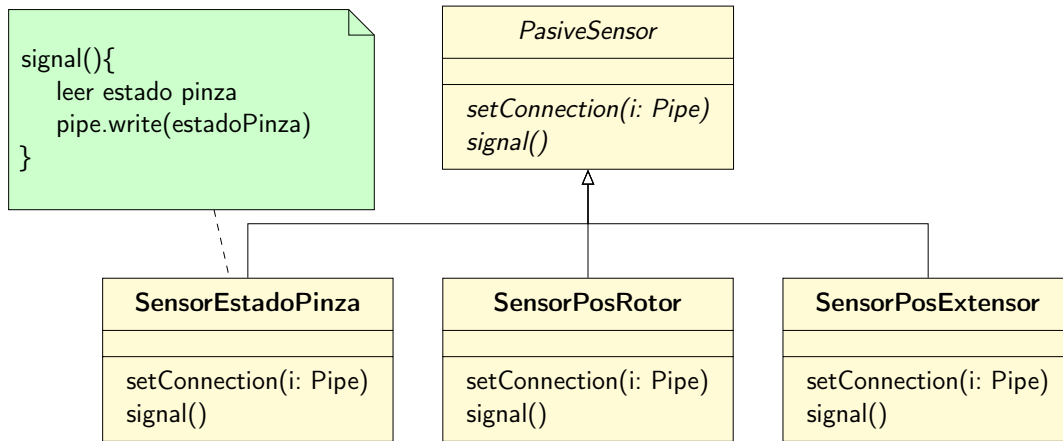 signal(){
leer estado pinza
pipe.write(estadoPinza)
}
PasiveSensor
setConnection(i: Pipe)
signal()
SensorEstadoPinza
setConnection(i: Pipe)
signal()
SensorPosRotor
setConnection(i: Pipe)
signal()
SensorPosExtensor
setConnection(i: Pipe)
signal()